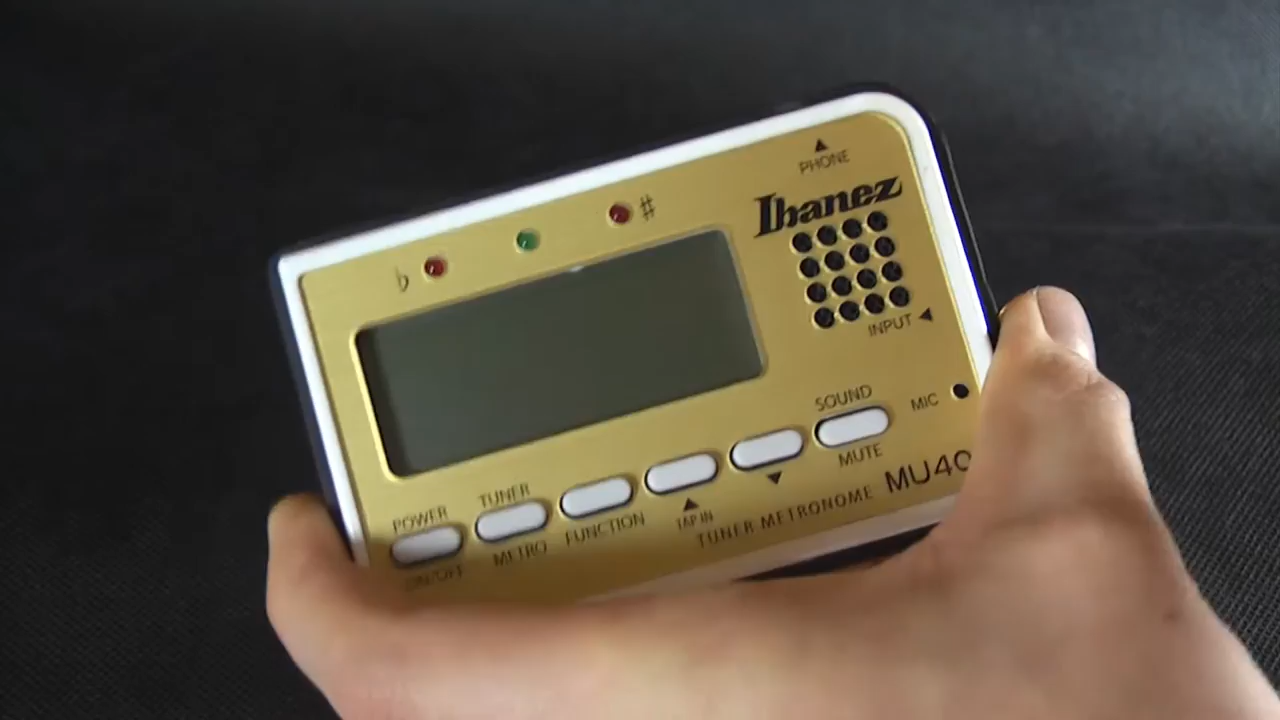 ▲
PHONE
Ibanez
♭
#
INPUT ◀
MIC
SOUND
MUTE
▼
▲
TAP IN
FUNCTION
TUNER
METRO
POWER
ON/OFF
TUNER METRONOME
MU40